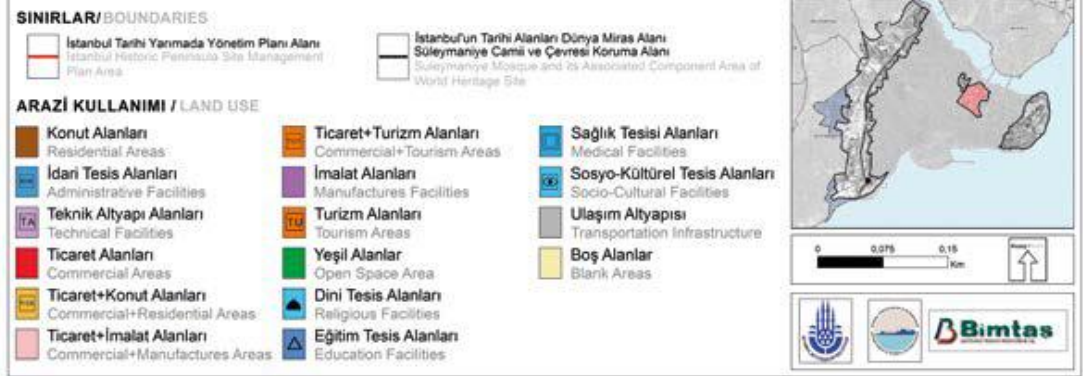 SINIRLAR/BOUNDARIES
İstanbul Tarihi Yarımada Yönetim Planı Alanı
Istanbul Historic Peninsula Site Management
Plan Area
İstanbul'un Tarihi Alanları Dünya Miras Alanı
Süleymaniye Camii ve Çevresi Koruma Alanı
Suleymaniye Mosque and its Associated Component Area of
World Heritage Site
ARAZİ KULLANIMI / LAND USE
Konut Alanları
Residential Areas
İdari Tesis Alanları
Administrative Facilities
TA
Teknik Altyapı Alanları
Technical Facilities
Ticaret Alanları
Commercial Areas
Ticaret+Konut Alanları
Commercial+Residential Areas
Ticaret+İmalat Alanları
Commercial+Manufactures Areas
Ticaret+Turizm Alanları
Commercial+Tourism Areas
İmalat Alanları
Manufactures Facilities
TU
Turizm Alanları
Tourism Areas
Yeşil Alanlar
Open Space Area
Dini Tesis Alanları
Religious Facilities
Eğitim Tesis Alanları
Education Facilities
Sağlık Tesisi Alanları
Medical Facilities
Sosyo-Kültürel Tesis Alanları
Socio-Cultural Facilities
Ulaşım Altyapısı
Transportation Infrastructure
Boş Alanlar
Blank Areas
0 0,075 0,15
Km
Bimtas